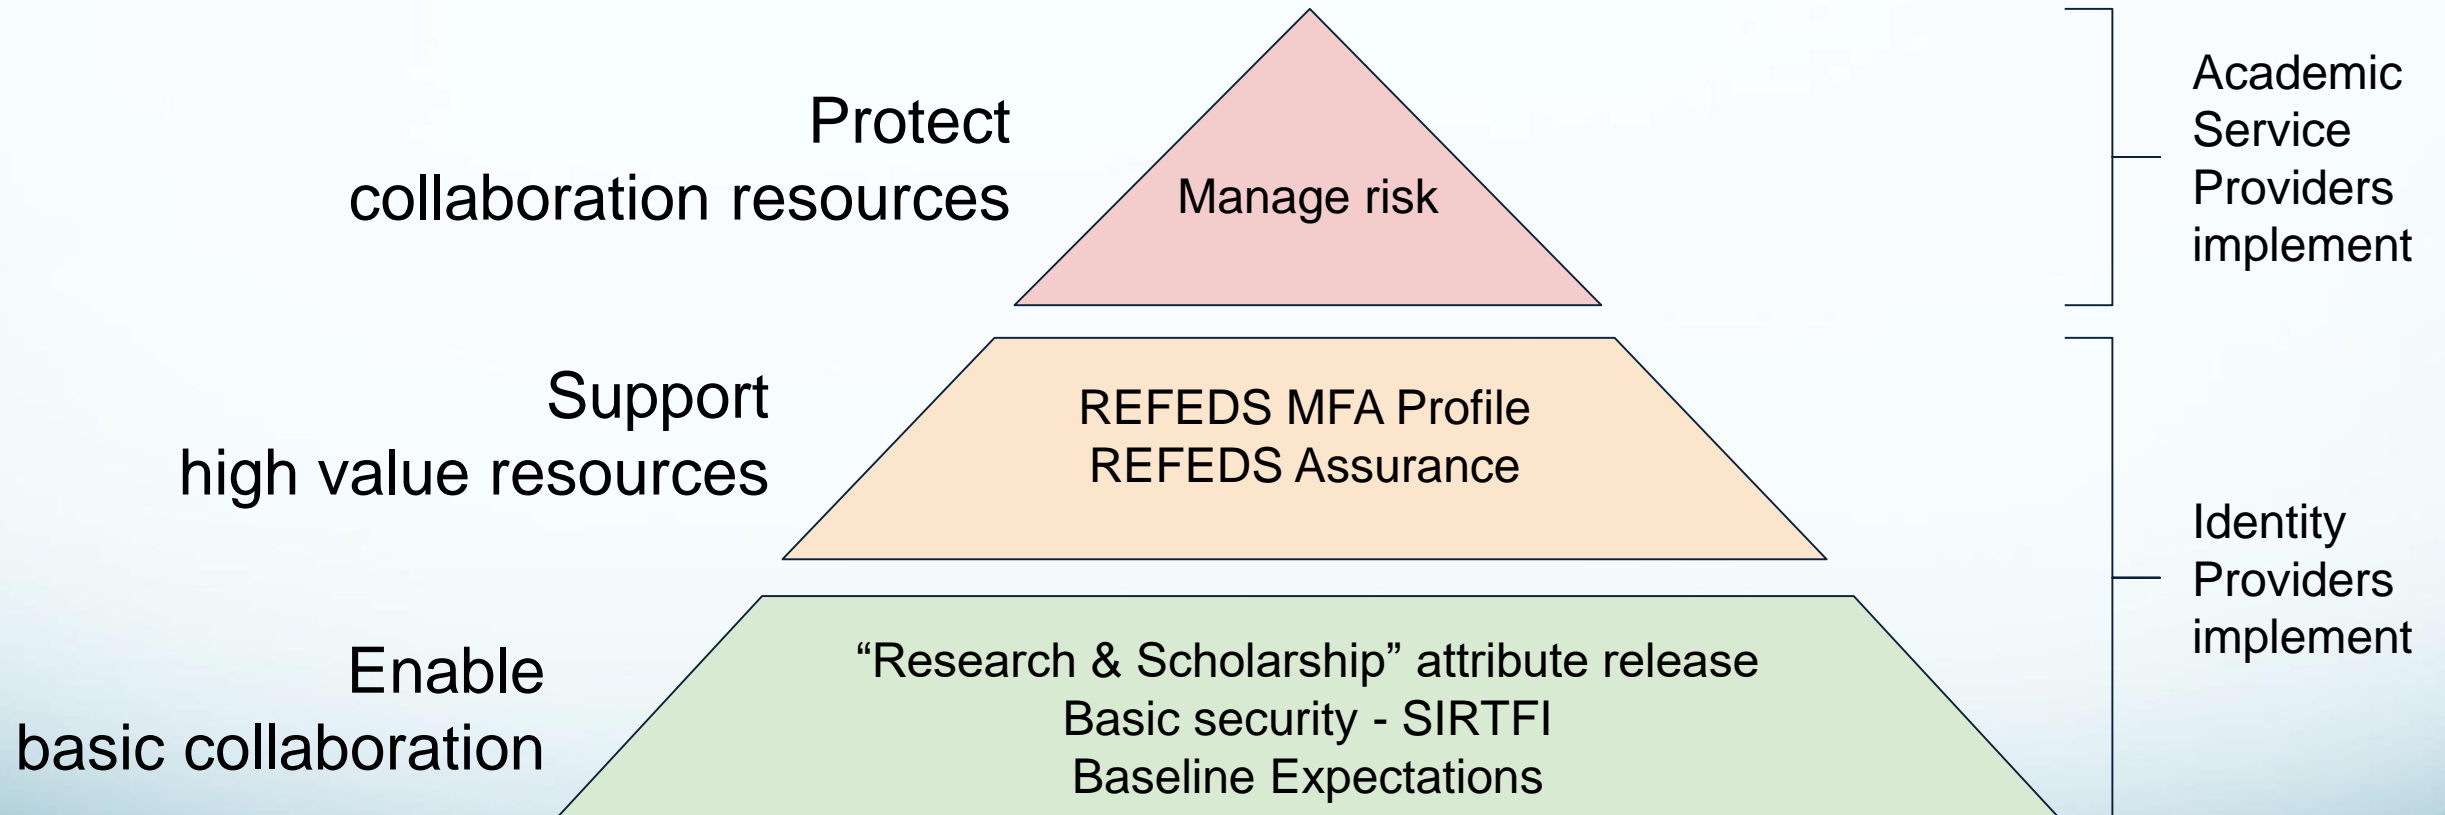 Protect
collaboration resources
Manage risk
Academic
Service
Providers
implement
Support
high value resources
REFEDS MFA Profile
REFEDS Assurance
Identity
Providers
implement
Enable
basic collaboration
“Research & Scholarship” attribute release
Basic security - SIRTFI
Baseline Expectations